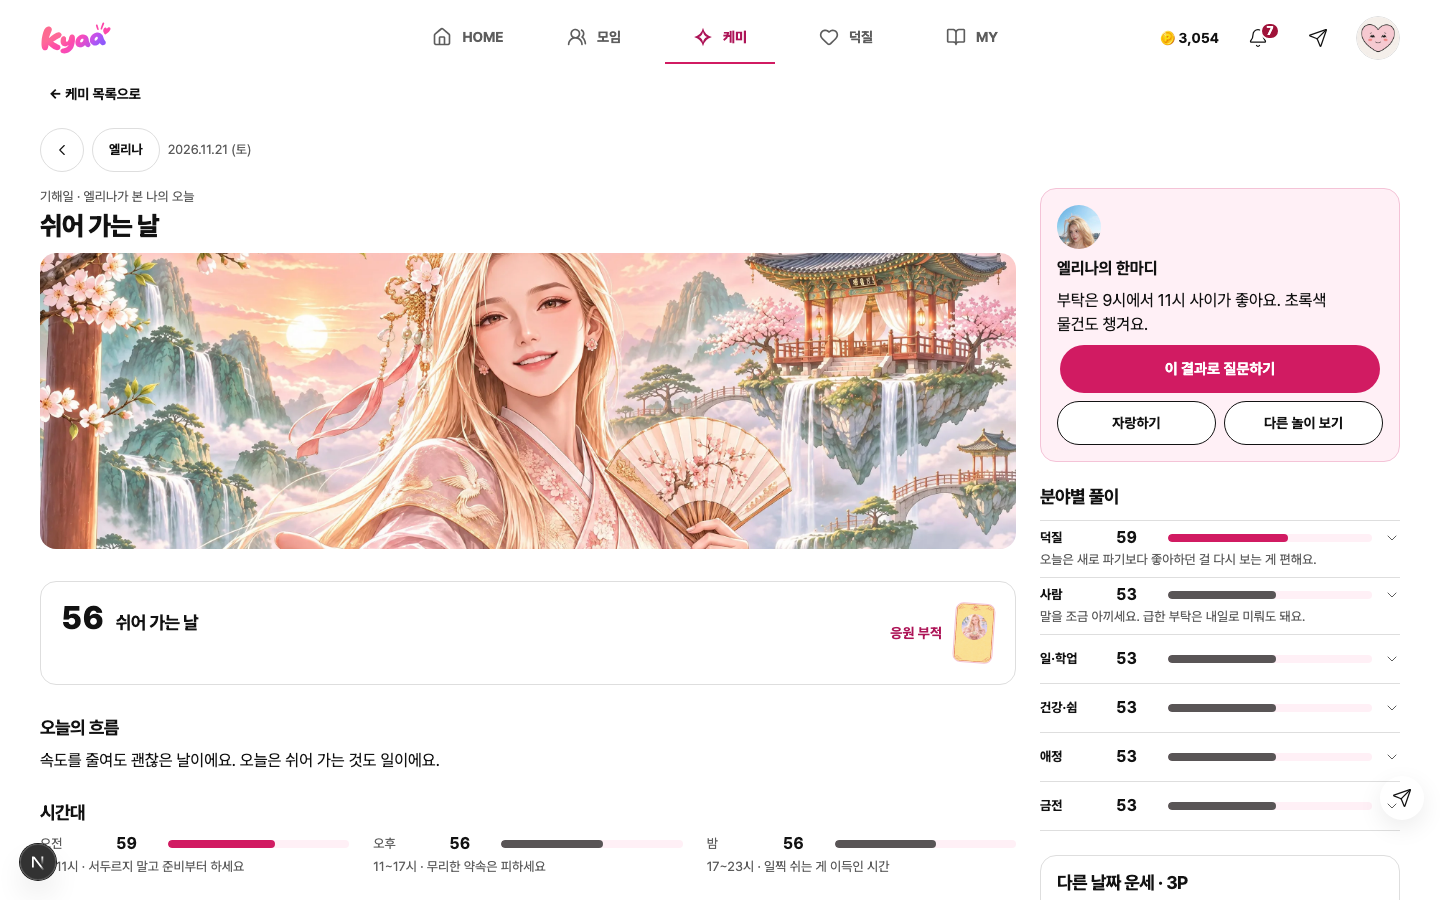 kyaa
HOME
모임
케미
덕질
MY
3,054
7
← 케미 목록으로
엘리나
2026.11.21 (토)
기해일 · 엘리나가 본 나의 오늘
쉬어 가는 날
엘리나의 한마디
부탁은 9시에서 11시 사이가 좋아요. 초록색
물건도 챙겨요.
이 결과로 질문하기
자랑하기
다른 놀이 보기
56 쉬어 가는 날
응원 부적
오늘의 흐름
속도를 줄여도 괜찮은 날이에요. 오늘은 쉬어 가는 것도 일이에요.
시간대
오전 59
11시 · 서두르지 말고 준비부터 하세요
오후 56
11~17시 · 무리한 약속은 피하세요
밤 56
17~23시 · 일찍 쉬는 게 이득인 시간
분야별 풀이
덕질 59
오늘은 새로 파기보다 좋아하던 걸 다시 보는 게 편해요.
사람 53
말을 조금 아끼세요. 급한 부탁은 내일로 미뤄도 돼요.
일·학업 53
건강·쉼 53
애정 53
금전 53
다른 날짜 운세 · 3P
N